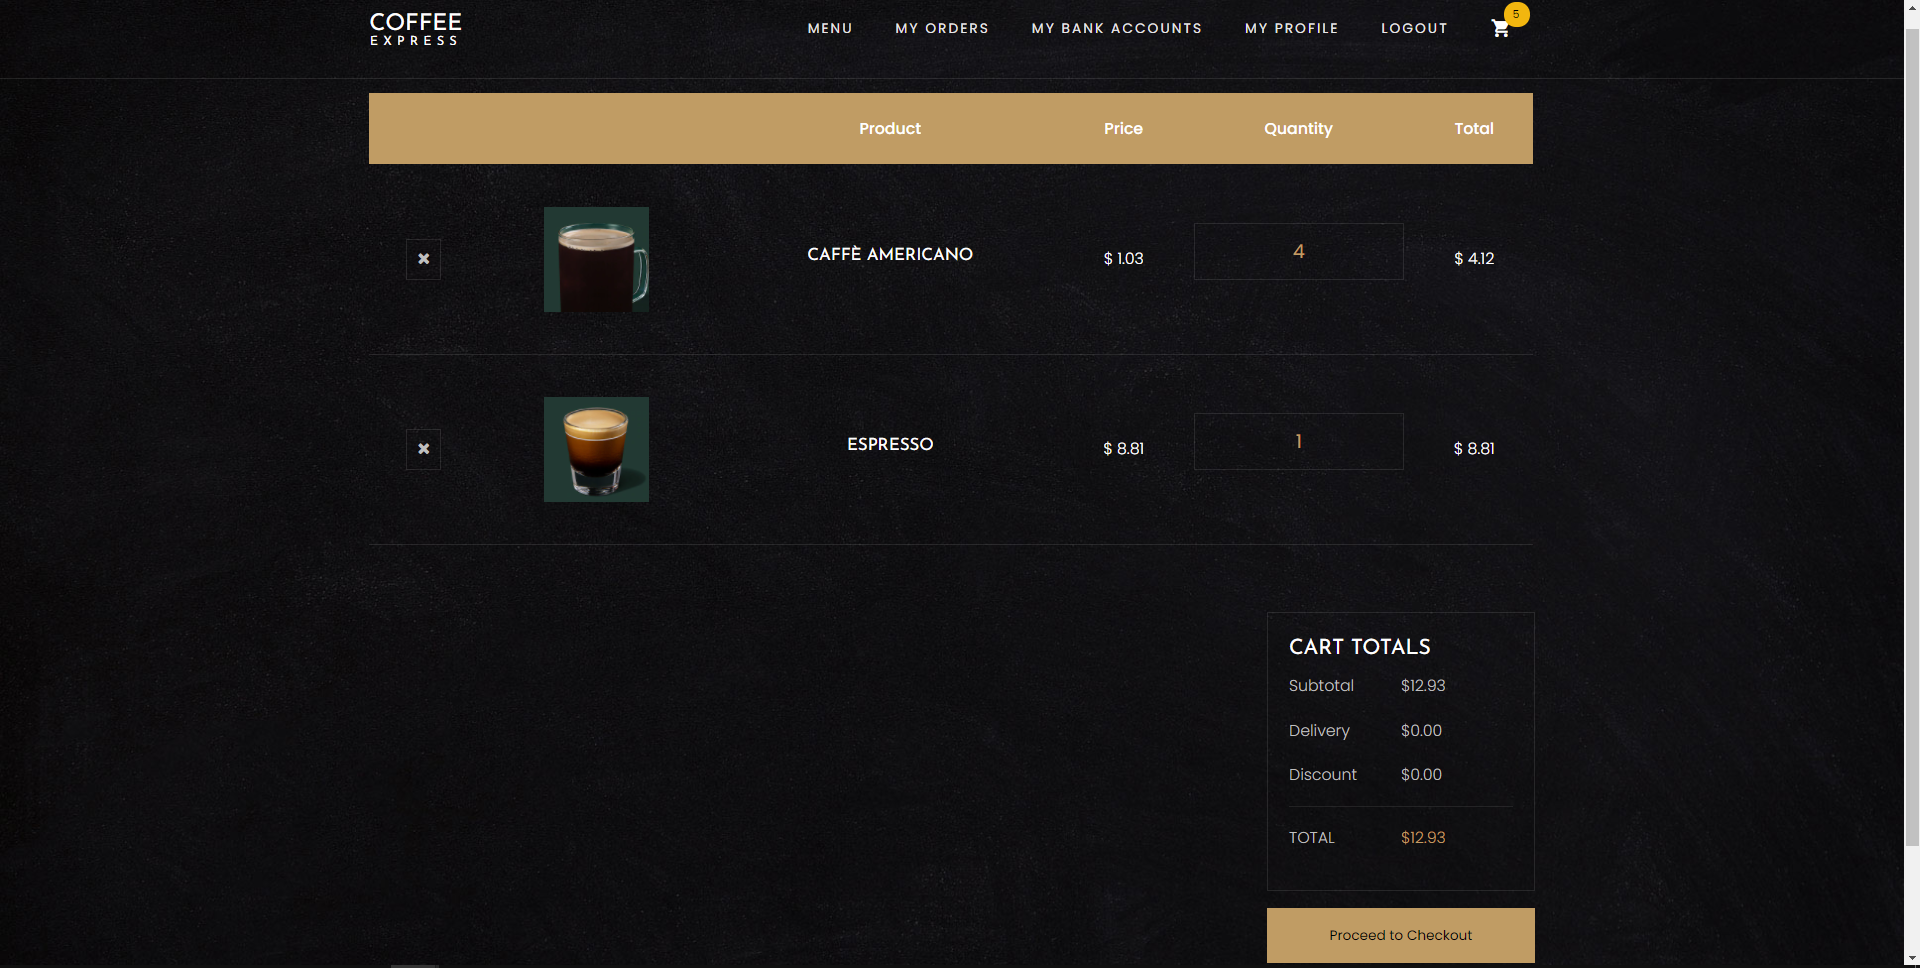 COFFEE
EXPRESS
MENU MY ORDERS MY BANK ACCOUNTS MY PROFILE LOGOUT 5
Product Price Quantity Total
CAFFÈ AMERICANO $ 1.03 4 $ 4.12
ESPRESSO $ 8.81 1 $ 8.81
CART TOTALS
Subtotal $12.93
Delivery $0.00
Discount $0.00
TOTAL $12.93
Proceed to Checkout